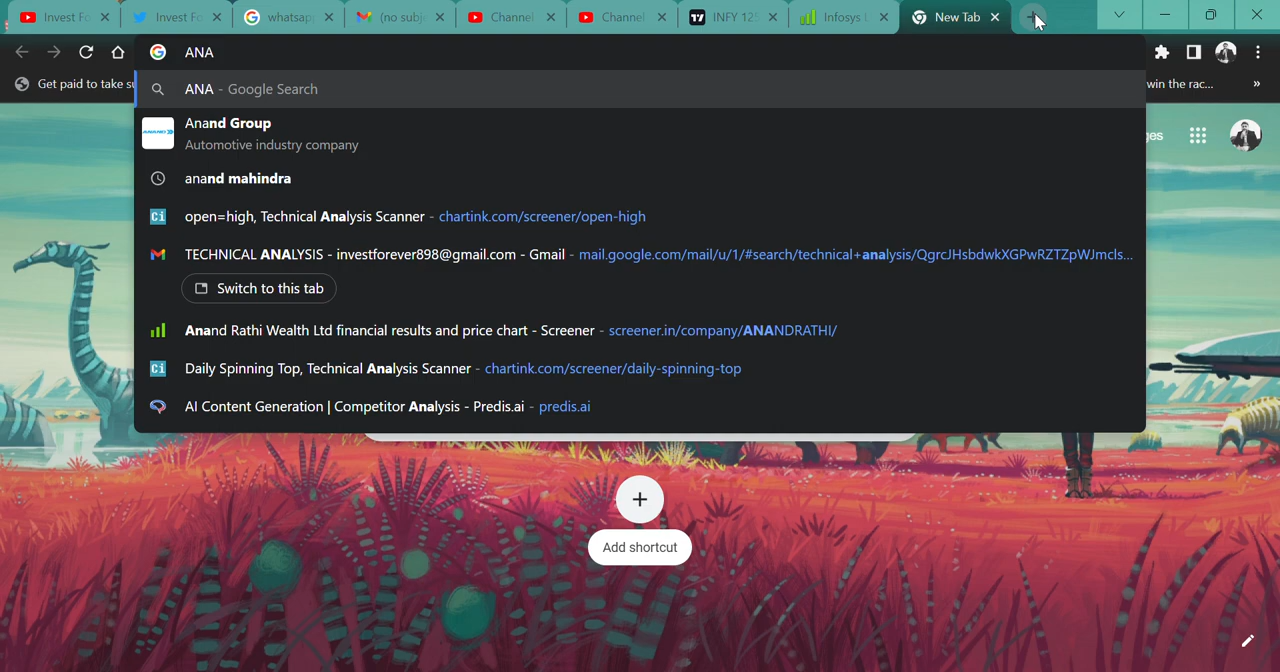 Invest Fo
Invest Fo
whatsap
(no subj
Channel
Channel
INFY 125
Infosys L
New Tab
ANA
Get paid to take su
win the rac...
»
ANA - Google Search
Anand Group
Automotive industry company
ges
anand mahindra
Ci open=high, Technical Analysis Scanner - chartink.com/screener/open-high
TECHNICAL ANALYSIS - investforever898@gmail.com - Gmail - mail.google.com/mail/u/1/#search/technical+analysis/QgrcJHsbdwkXGPwRZTZpWJmcls...
Switch to this tab
Anand Rathi Wealth Ltd financial results and price chart - Screener - screener.in/company/ANANDRATHI/
Ci Daily Spinning Top, Technical Analysis Scanner - chartink.com/screener/daily-spinning-top
AI Content Generation | Competitor Analysis - Predis.ai - predis.ai
Add shortcut